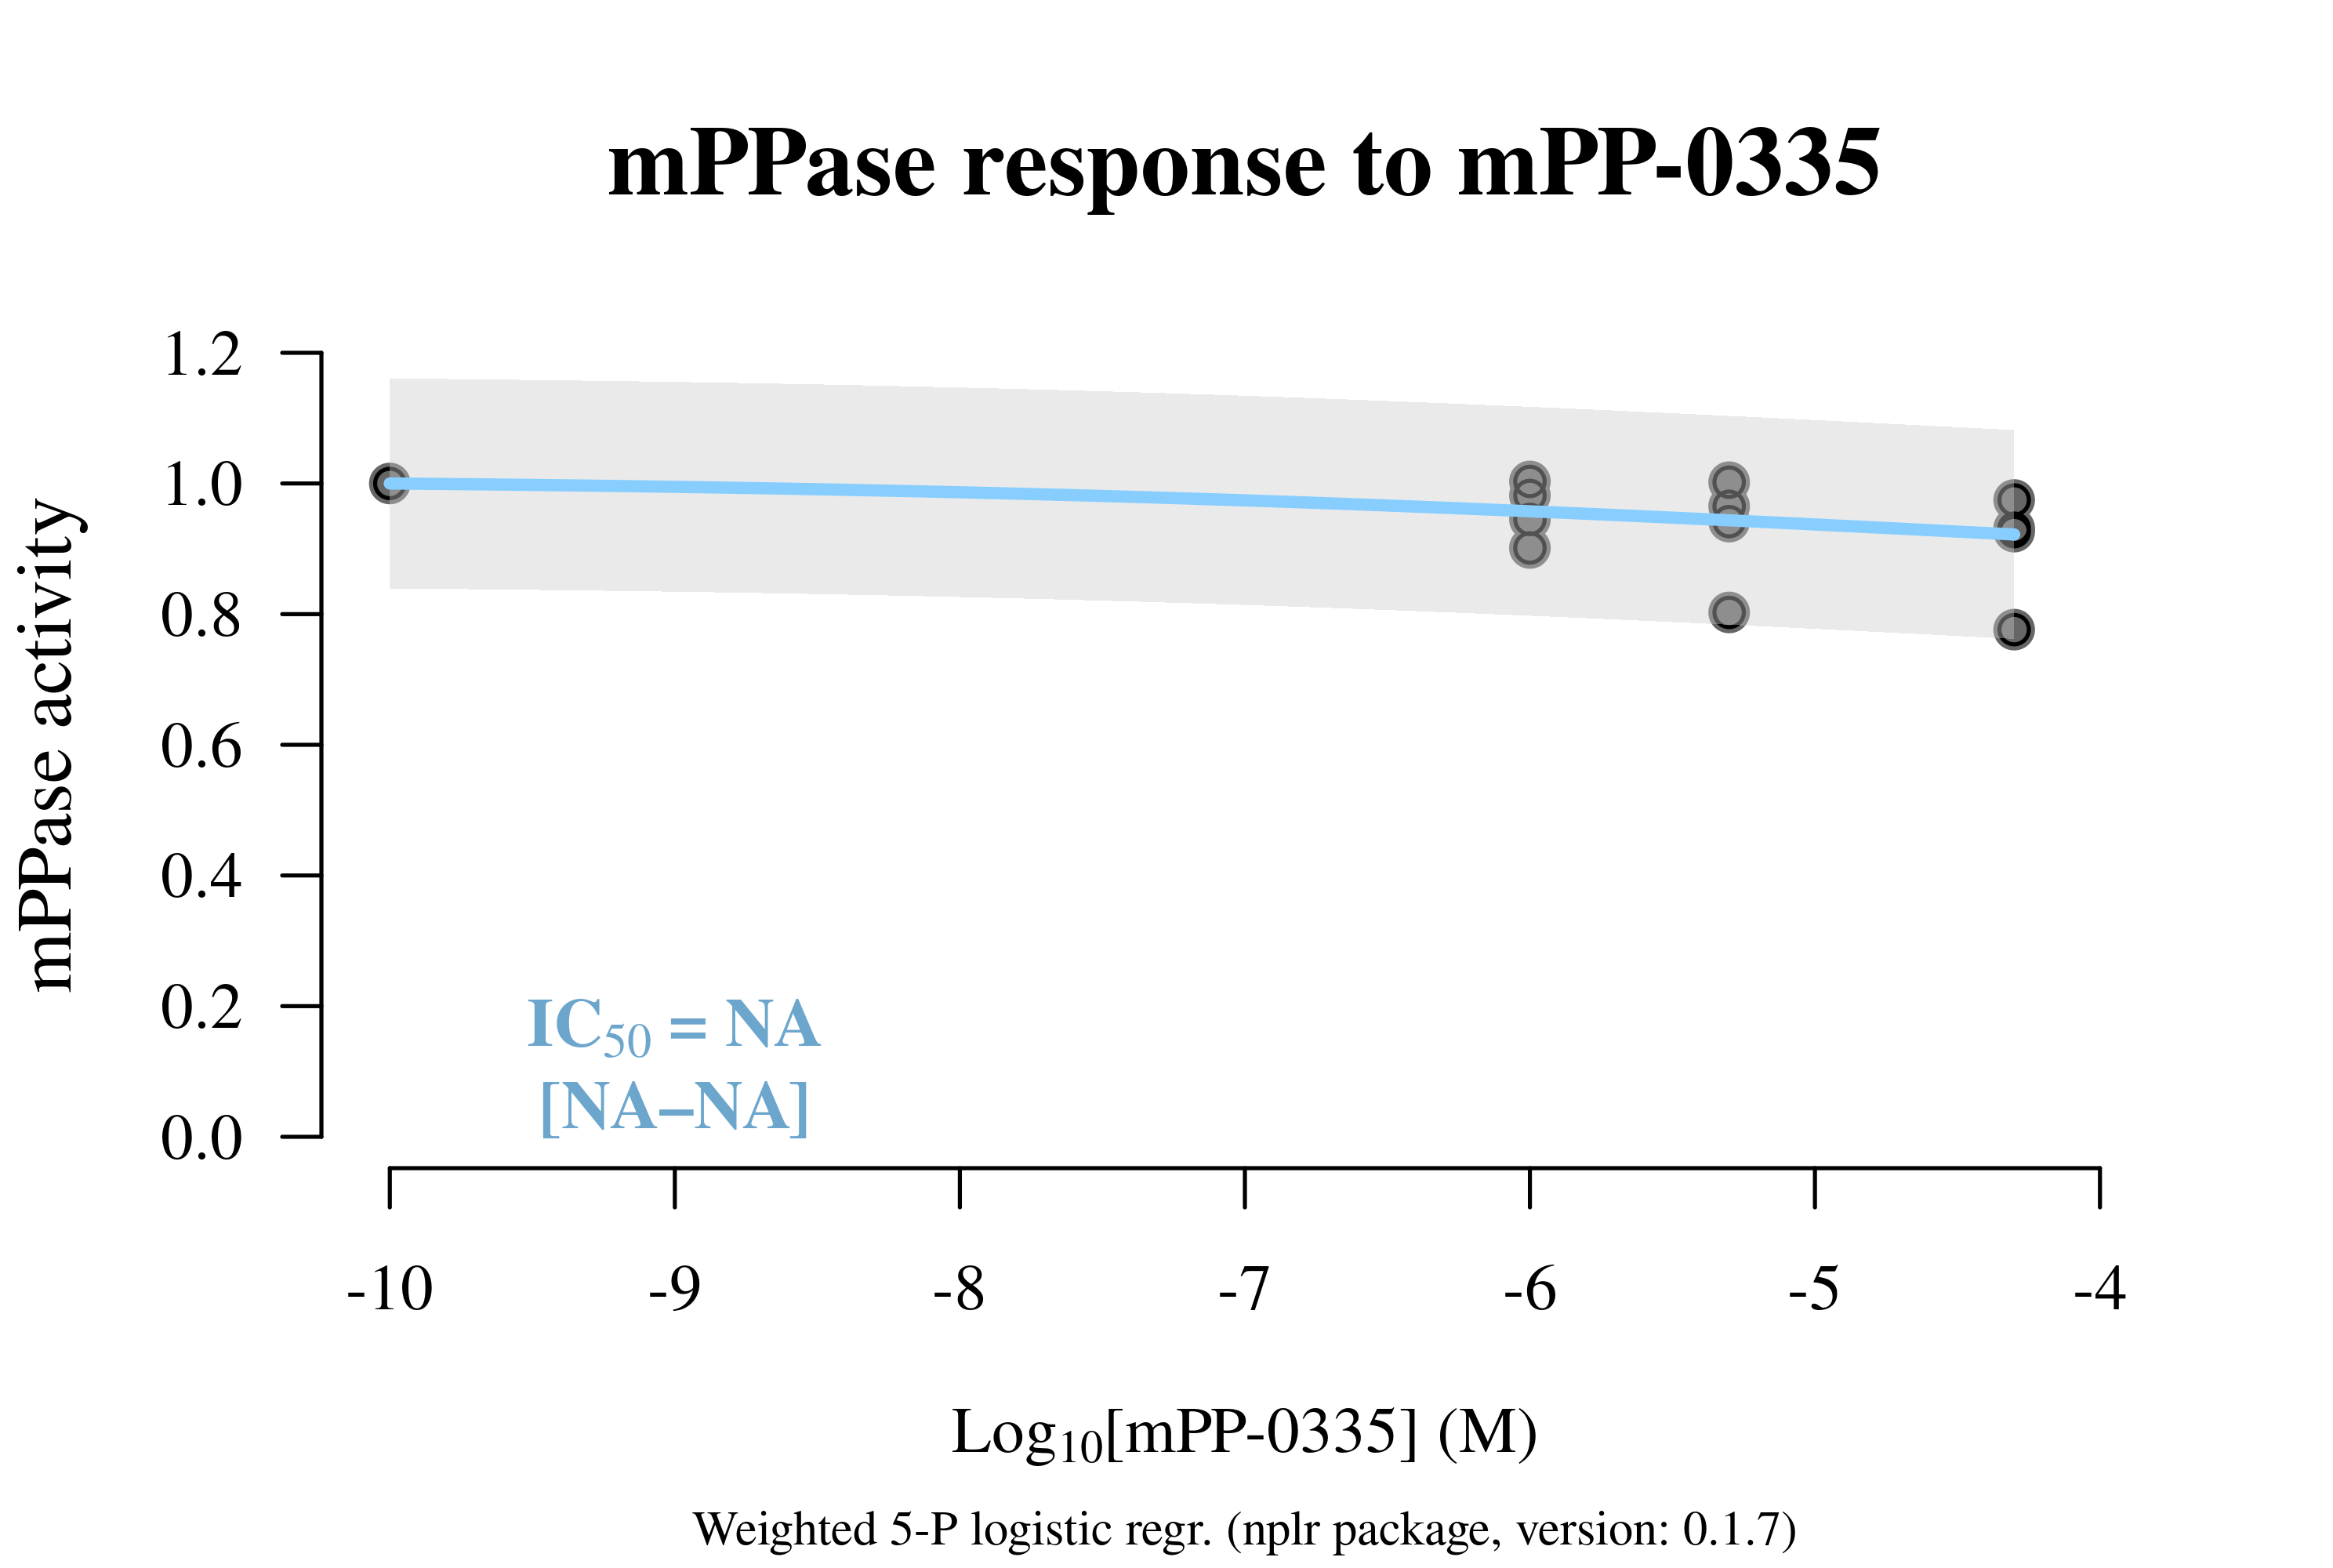 mPPase response to mPP-0335
mPPase activity
1.2
1.0
0.8
0.6
0.4
0.2
0.0
IC50 = NA
[NA–NA]
-10 -9 -8 -7 -6 -5 -4
Log10[mPP-0335] (M)
Weighted 5-P logistic regr. (nplr package, version: 0.1.7)